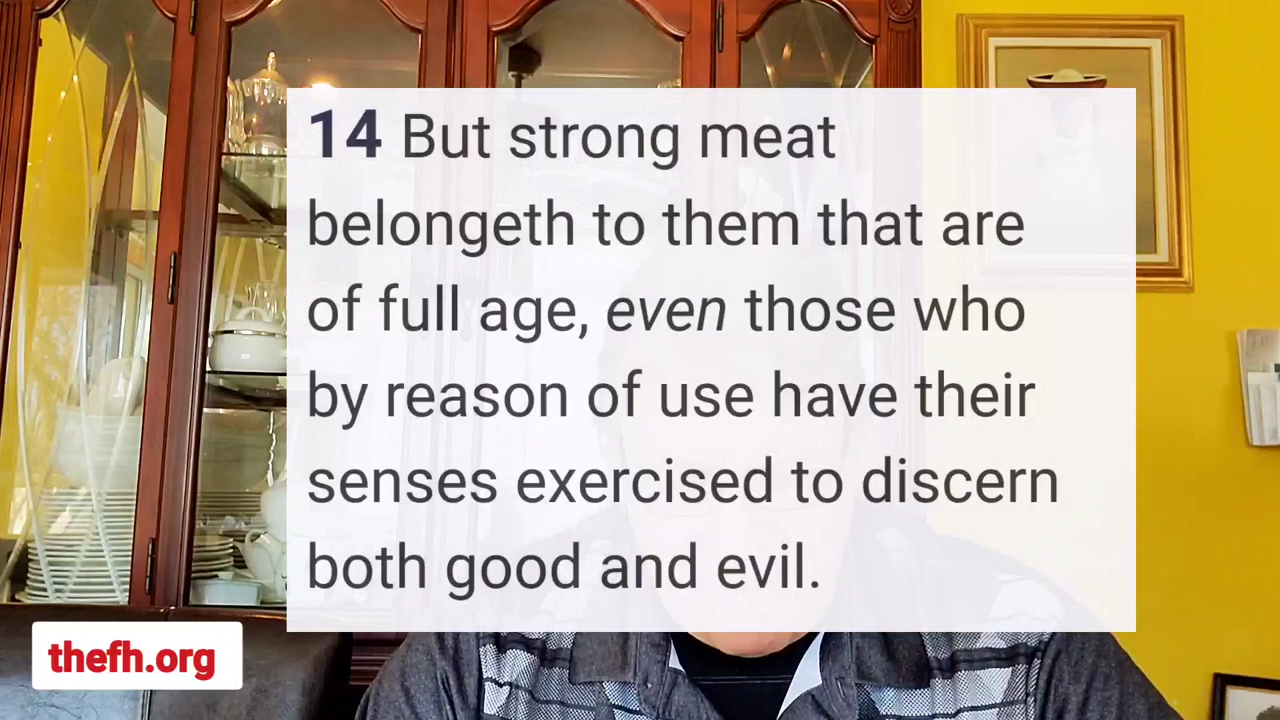 14 But strong meat
belongeth to them that are
of full age, even those who
by reason of use have their
senses exercised to discern
both good and evil.
thefh.org